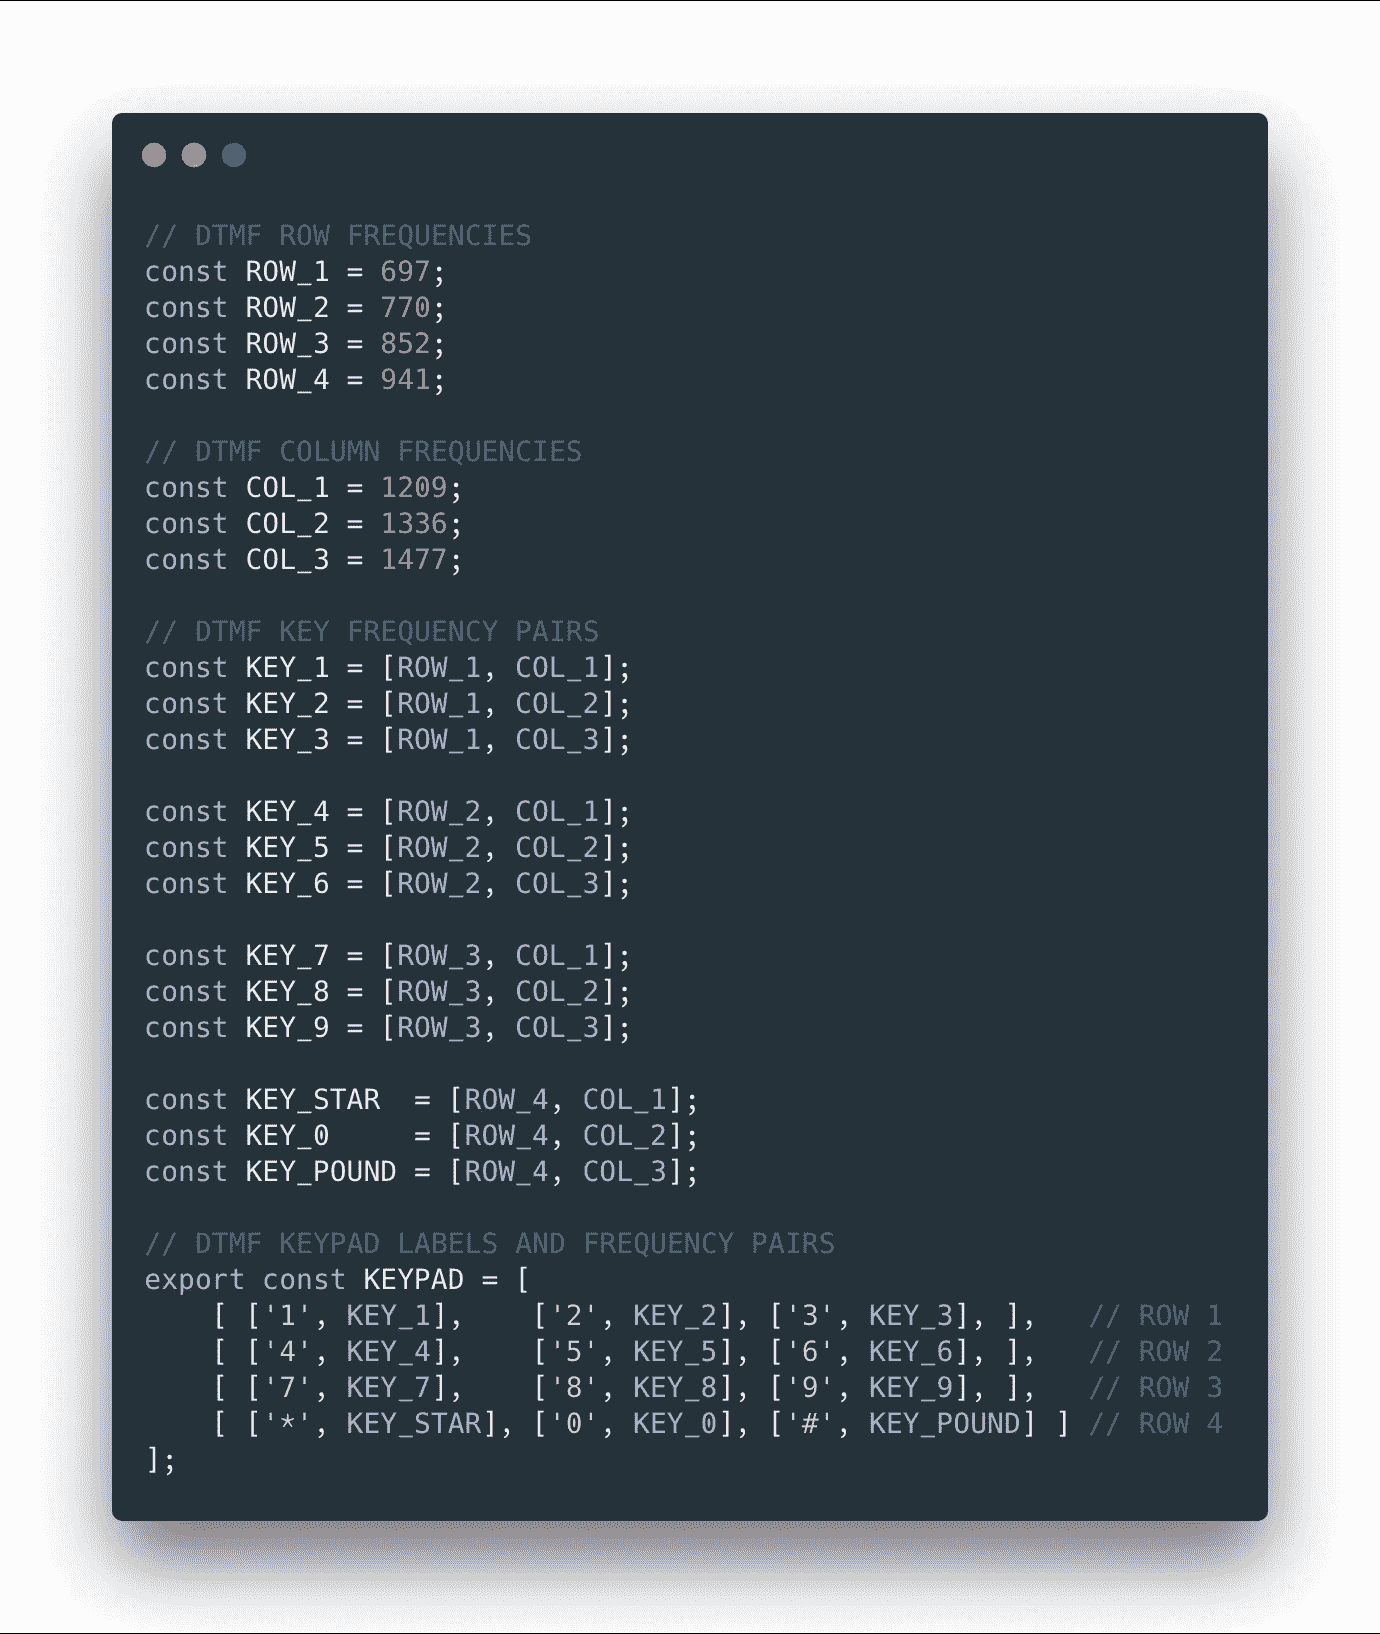 // DTMF ROW FREQUENCIES
const ROW_1 = 697;
const ROW_2 = 770;
const ROW_3 = 852;
const ROW_4 = 941;

// DTMF COLUMN FREQUENCIES
const COL_1 = 1209;
const COL_2 = 1336;
const COL_3 = 1477;

// DTMF KEY FREQUENCY PAIRS
const KEY_1 = [ROW_1, COL_1];
const KEY_2 = [ROW_1, COL_2];
const KEY_3 = [ROW_1, COL_3];

const KEY_4 = [ROW_2, COL_1];
const KEY_5 = [ROW_2, COL_2];
const KEY_6 = [ROW_2, COL_3];

const KEY_7 = [ROW_3, COL_1];
const KEY_8 = [ROW_3, COL_2];
const KEY_9 = [ROW_3, COL_3];

const KEY_STAR  = [ROW_4, COL_1];
const KEY_0     = [ROW_4, COL_2];
const KEY_POUND = [ROW_4, COL_3];

// DTMF KEYPAD LABELS AND FREQUENCY PAIRS
export const KEYPAD = [
    [ ['1', KEY_1],    ['2', KEY_2], ['3', KEY_3], ],   // ROW 1
    [ ['4', KEY_4],    ['5', KEY_5], ['6', KEY_6], ],   // ROW 2
    [ ['7', KEY_7],    ['8', KEY_8], ['9', KEY_9], ],   // ROW 3
    [ ['*', KEY_STAR], ['0', KEY_0], ['#', KEY_POUND] ] // ROW 4
];